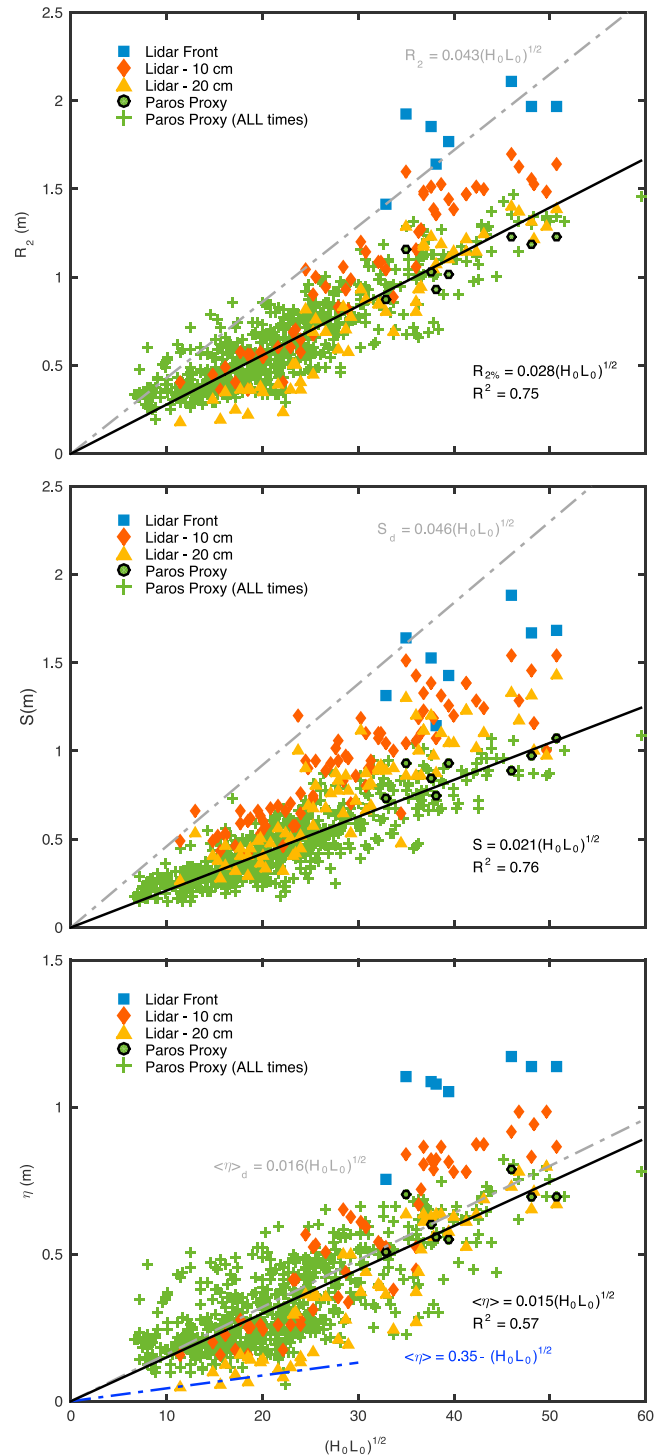 2.5
R₂ = 0.043(H₀L₀)^1/2
Lidar Front
Lidar - 10 cm
Lidar - 20 cm
Paros Proxy
Paros Proxy (ALL times)
2
1.5
R₂ (m)
1
R₂% = 0.028(H₀L₀)^1/2
R² = 0.75
0.5
0
2.5
S_d = 0.046(H₀L₀)^1/2
Lidar Front
Lidar - 10 cm
Lidar - 20 cm
Paros Proxy
Paros Proxy (ALL times)
2
1.5
S(m)
1
S = 0.021(H₀L₀)^1/2
R² = 0.76
0.5
0
1.5
Lidar Front
Lidar - 10 cm
Lidar - 20 cm
Paros Proxy
Paros Proxy (ALL times)
1
<η>_d = 0.016(H₀L₀)^1/2
η (m)
0.5
<η> = 0.015(H₀L₀)^1/2
R² = 0.57
<η> = 0.35 - (H₀L₀)^1/2
0
0 10 20 30 40 50 60
(H₀L₀)^1/2